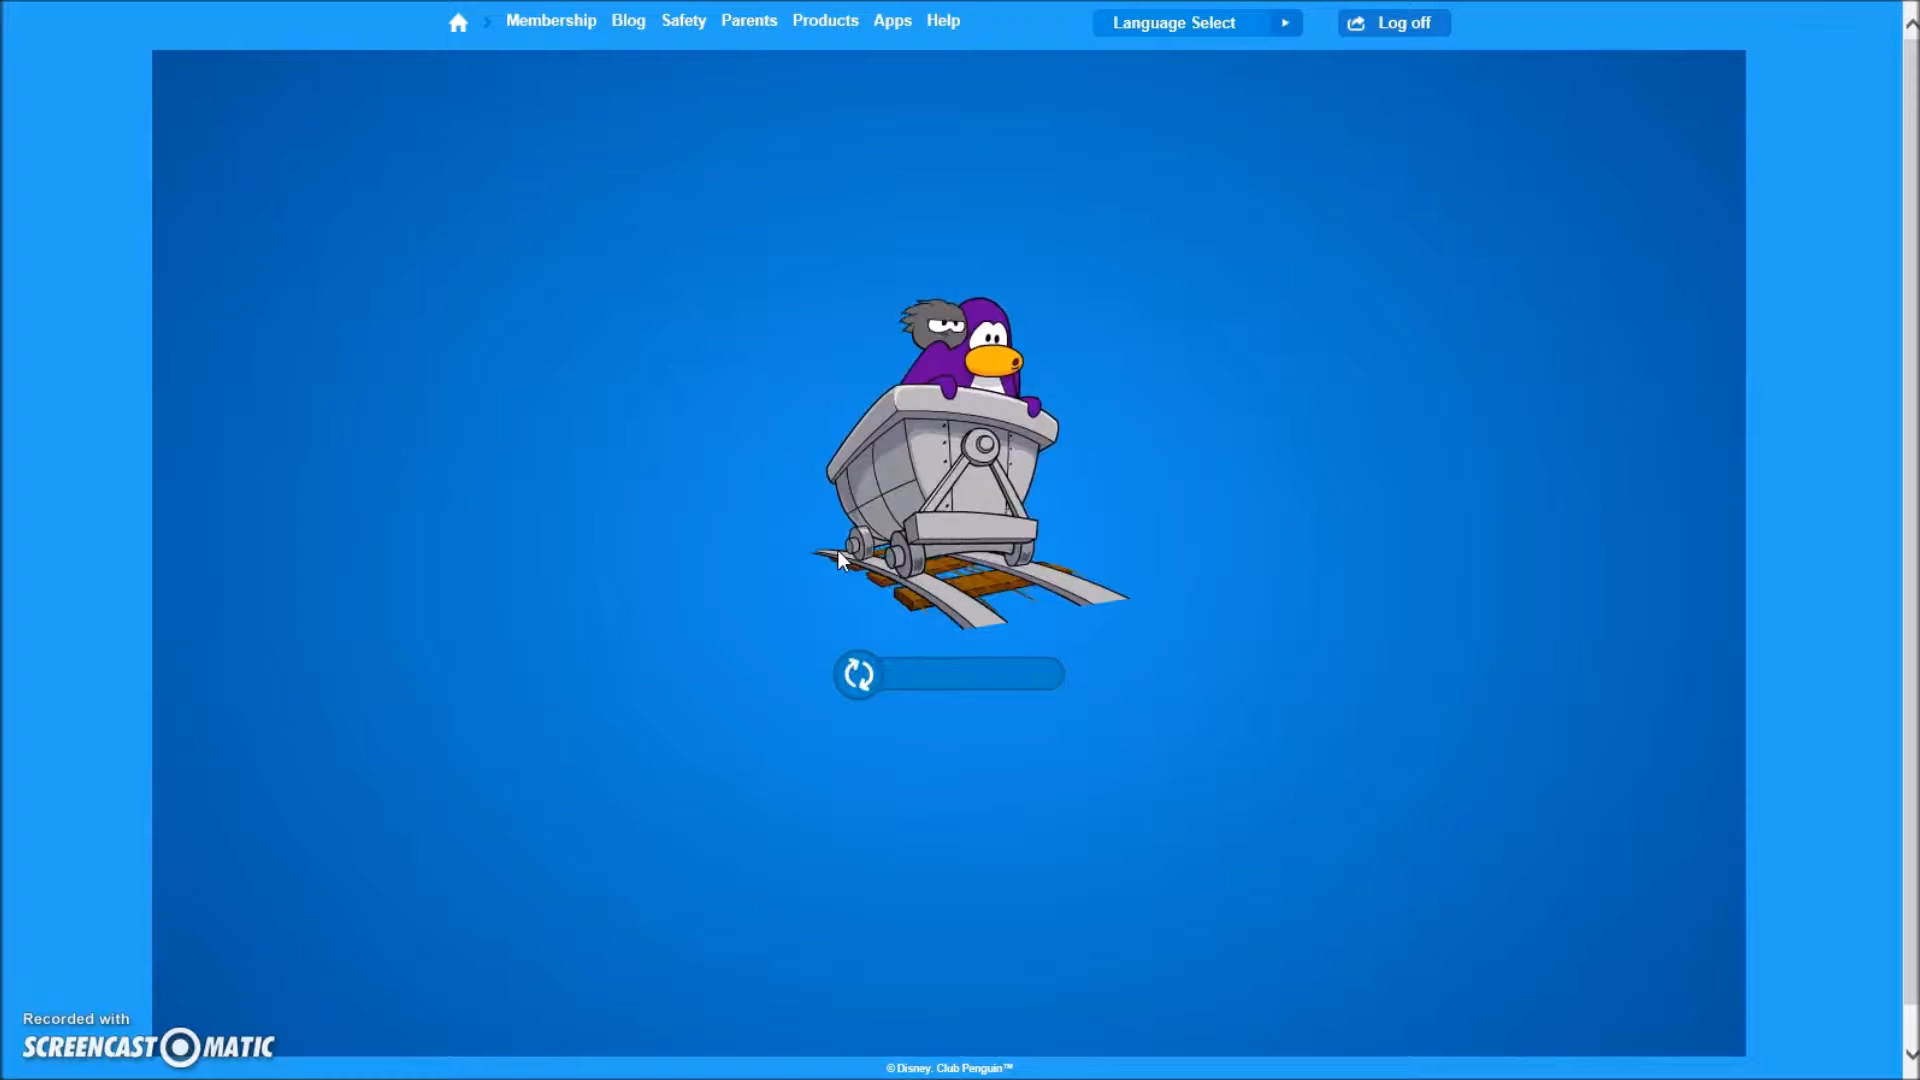 Membership Blog Safety Parents Products Apps Help Language Select Log off
Recorded with
SCREENCAST MATIC
©Disney. Club Penguin™